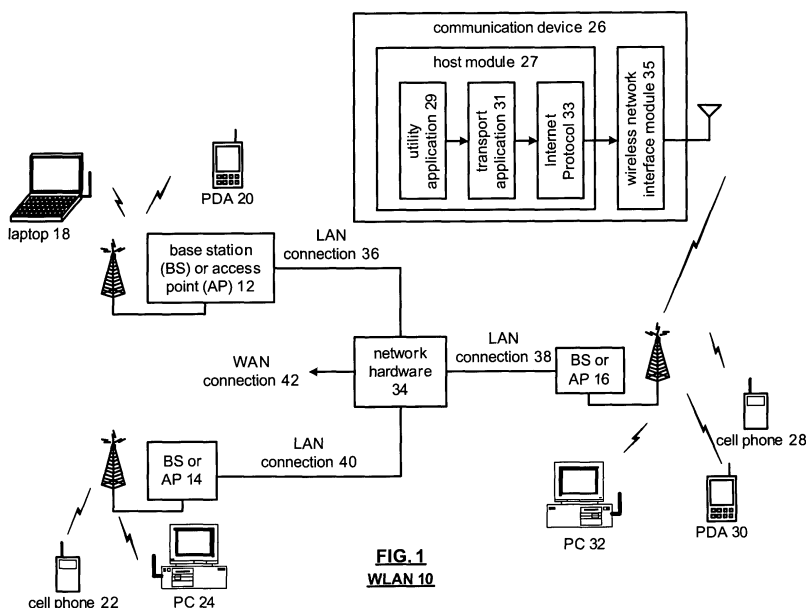 communication device 26
host module 27
utility
application 29
transport
application 31
Internet
Protocol 33
wireless network
interface module 35
PDA 20
laptop 18
base station
(BS) or access
point (AP) 12
LAN
connection 36
network
hardware
34
WAN
connection 42
LAN
connection 38
BS or
AP 16
cell phone 28
LAN
connection 40
BS or
AP 14
PC 32
PDA 30
cell phone 22
PC 24
FIG. 1
WLAN 10